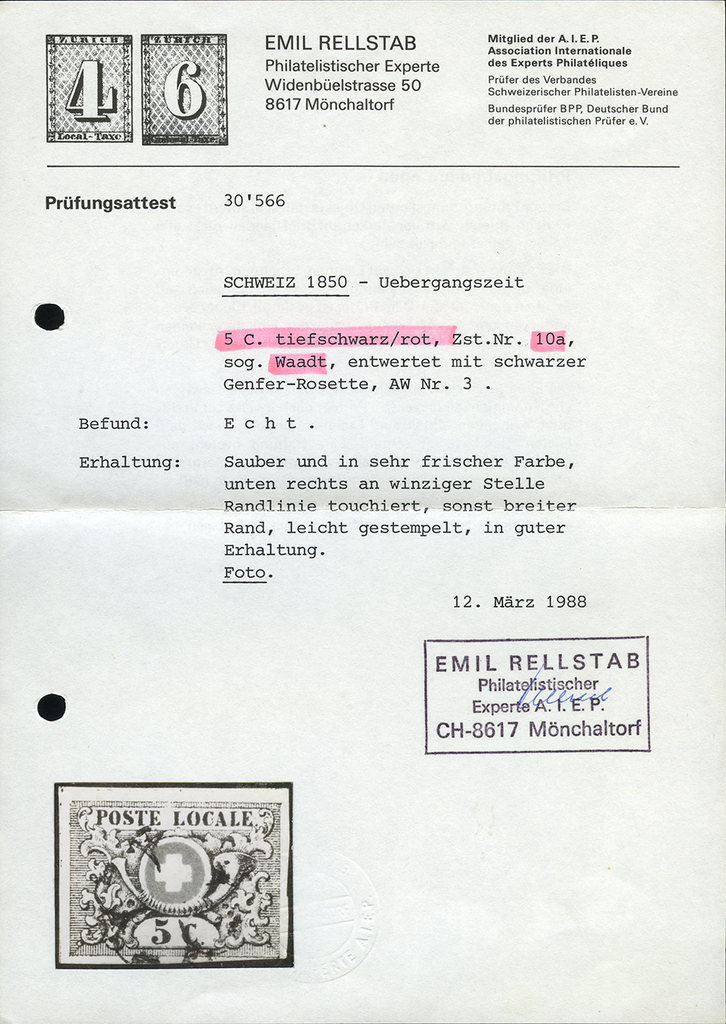 ZÜRICH
4
Local-Taxe
ZÜRICH
6
EMIL RELLSTAB
Philatelistischer Experte
Widenbüelstrasse 50
8617 Mönchaltorf
Mitglied der A. I. E. P.
Association Internationale
des Experts Philatéliques
Prüfer des Verbandes
Schweizerischer Philatelisten-Vereine
Bundesprüfer BPP, Deutscher Bund
der philatelistischen Prüfer e. V.
Prüfungsattest 30'566
SCHWEIZ 1850 - Uebergangszeit
5 C. tiefschwarz/rot, Zst.Nr. 10a,
sog. Waadt, entwertet mit schwarzer
Genfer-Rosette, AW Nr. 3 .
Befund: E c h t .
Erhaltung: Sauber und in sehr frischer Farbe,
unten rechts an winziger Stelle
Randlinie touchiert, sonst breiter
Rand, leicht gestempelt, in guter
Erhaltung.
Foto.
12. März 1988
EMIL RELLSTAB
Philatelistischer
Experte A. I. E. P.
CH-8617 Mönchaltorf
POSTE LOCALE
5 C